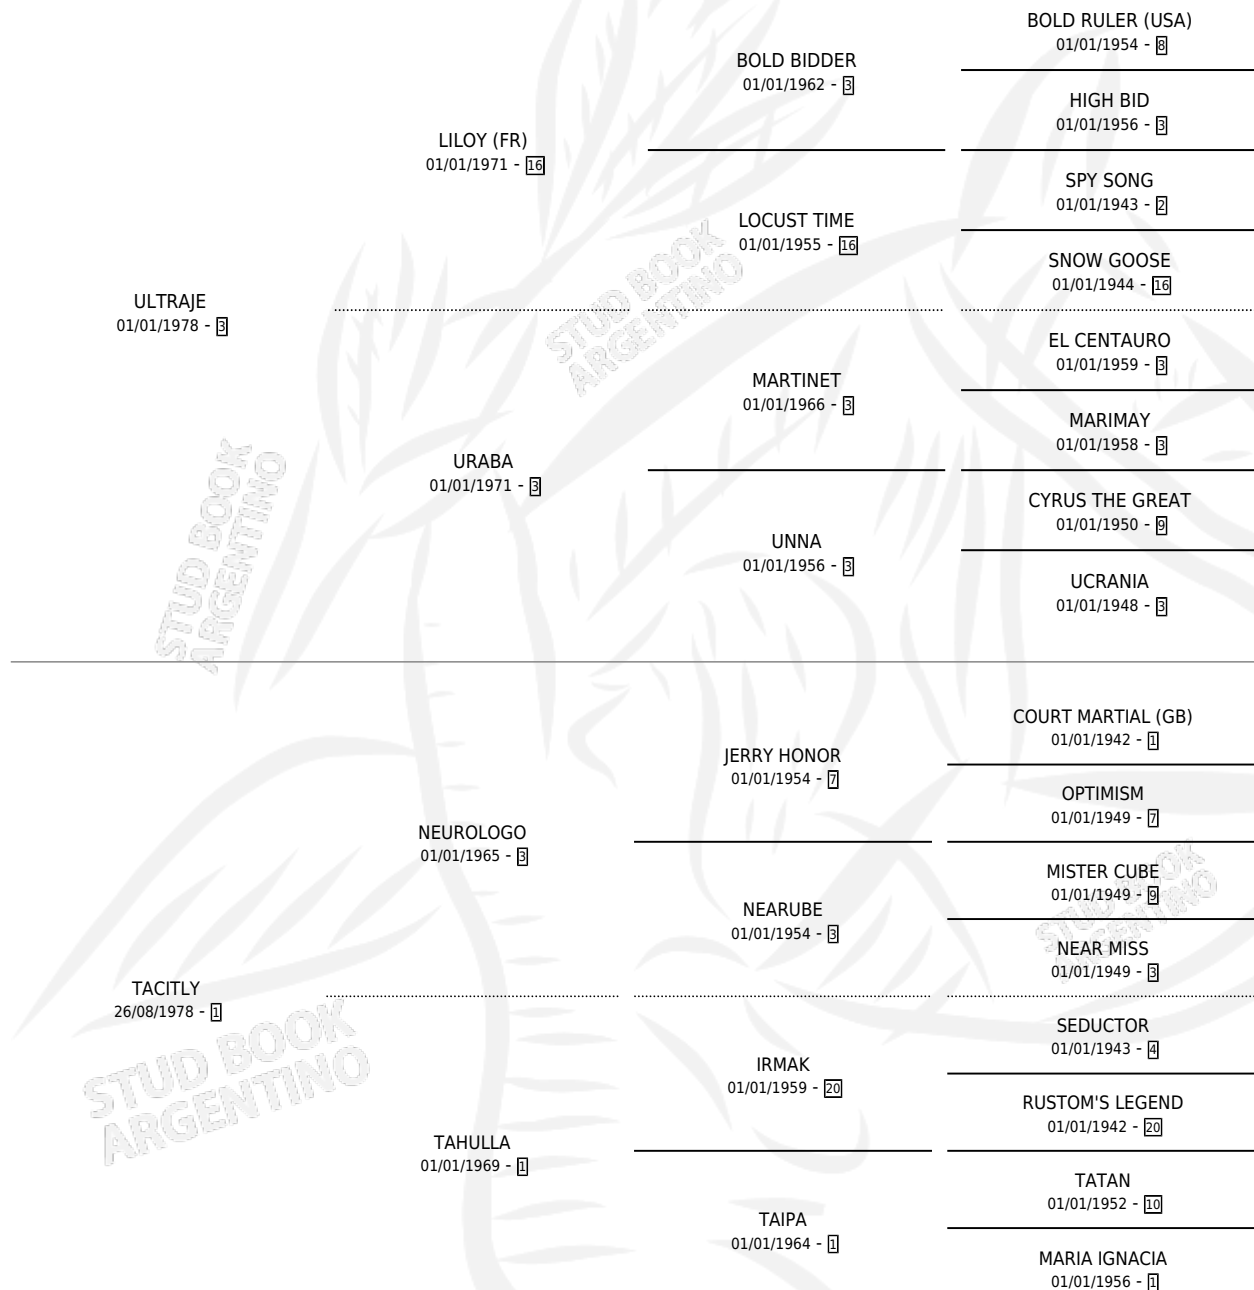 BOLD RULER (USA)
01/01/1954 - 8
BOLD BIDDER
01/01/1962 - 3
HIGH BID
01/01/1956 - 3
LILOY (FR)
01/01/1971 - 16
SPY SONG
01/01/1943 - 2
LOCUST TIME
01/01/1955 - 16
SNOW GOOSE
01/01/1944 - 16
ULTRAJE
01/01/1978 - 3
STUD BOOK
ARGENTINO
EL CENTAURO
01/01/1959 - 3
MARTINET
01/01/1966 - 3
MARIMAY
01/01/1958 - 3
URABA
01/01/1971 - 3
STUD BOOK
ARGENTINO
CYRUS THE GREAT
01/01/1950 - 9
UNNA
01/01/1956 - 3
UCRANIA
01/01/1948 - 3
COURT MARTIAL (GB)
01/01/1942 - 1
JERRY HONOR
01/01/1954 - 7
OPTIMISM
01/01/1949 - 7
NEUROLOGO
01/01/1965 - 3
MISTER CUBE
01/01/1949 - 9
STUD BOOK
ARGENTINO
NEARUBE
01/01/1954 - 3
NEAR MISS
01/01/1949 - 3
TACITLY
26/08/1978 - 1
STUD BOOK
ARGENTINO
SEDUCTOR
01/01/1943 - 4
IRMAK
01/01/1959 - 20
RUSTOM'S LEGEND
01/01/1942 - 20
TAHULLA
01/01/1969 - 1
TATAN
01/01/1952 - 10
TAIPA
01/01/1964 - 1
MARIA IGNACIA
01/01/1956 - 1